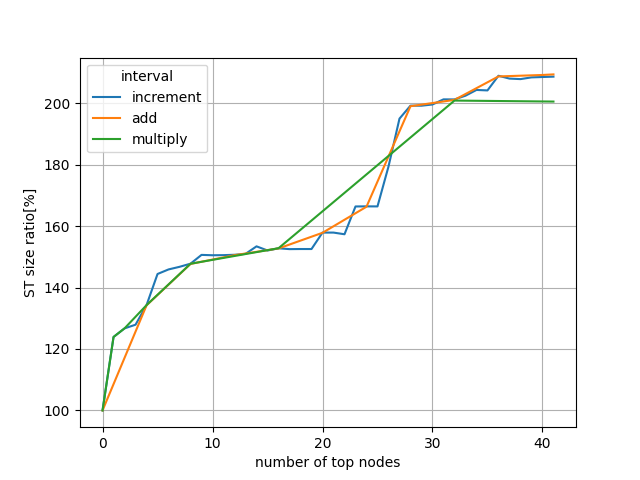 interval
increment
add
multiply
ST size ratio[%]
200
180
160
140
120
100
0 10 20 30 40
number of top nodes